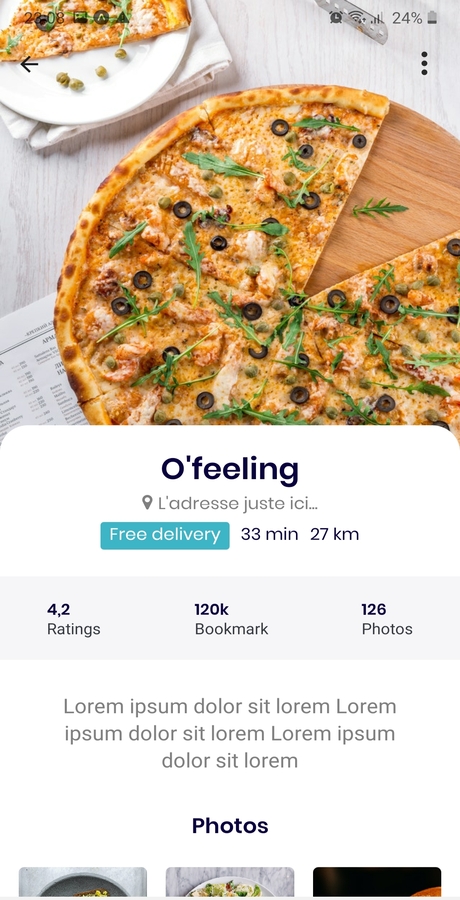 23:08
24%
O'feeling
L'adresse juste ici...
Free delivery 33 min 27 km
4,2 120k 126
Ratings Bookmark Photos
Lorem ipsum dolor sit lorem Lorem
ipsum dolor sit lorem Lorem ipsum
dolor sit lorem
Photos